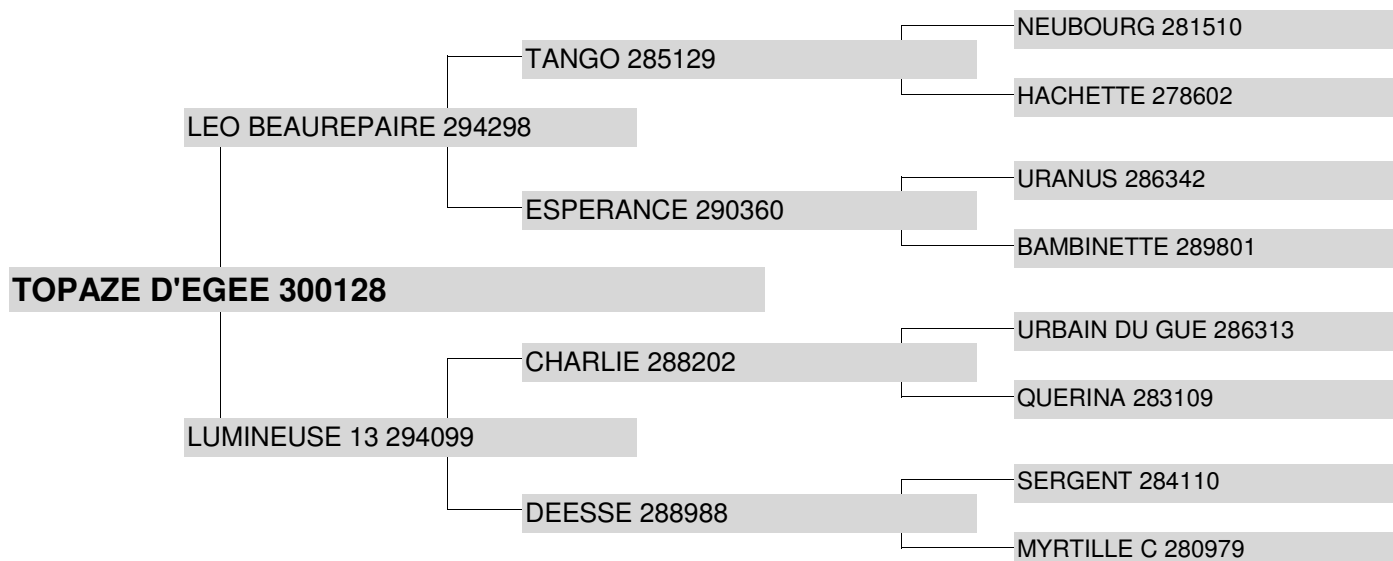 NEUBOURG 281510
TANGO 285129
HACHETTE 278602
LEO BEAUREPAIRE 294298
URANUS 286342
ESPERANCE 290360
BAMBINETTE 289801
TOPAZE D'EGEE 300128
URBAIN DU GUE 286313
CHARLIE 288202
QUERINA 283109
LUMINEUSE 13 294099
SERGENT 284110
DEESSE 288988
MYRTILLE C 280979